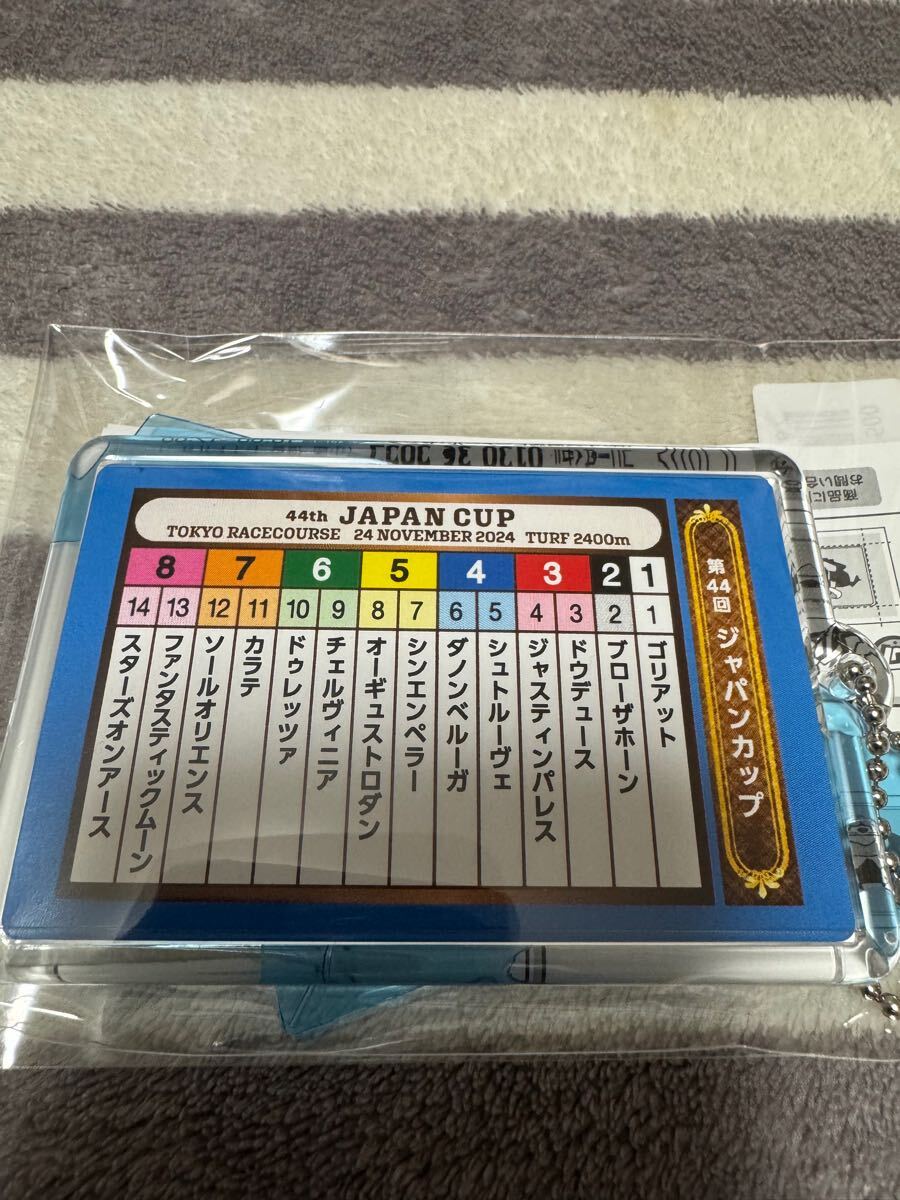 44th JAPAN CUP
TOKYO RACECOURSE 24 NOVEMBER 2024 TURF 2400m
8 7 6 5 4 3 2 1
14 13 12 11 10 9 8 7 6 5 4 3 2 1
ゴリアット
ブローザホーン
ドウデュース
ジャスティンパレス
シュトルーヴェ
ダノンベルーガ
シンエンペラー
オーギュストロダン
チェルヴィニア
ドゥレッツァ
カラテ
ソールオリエンス
ファンタスティックムーン
スターズオンアース
第44回 ジャパンカップ
商品に
お問い合